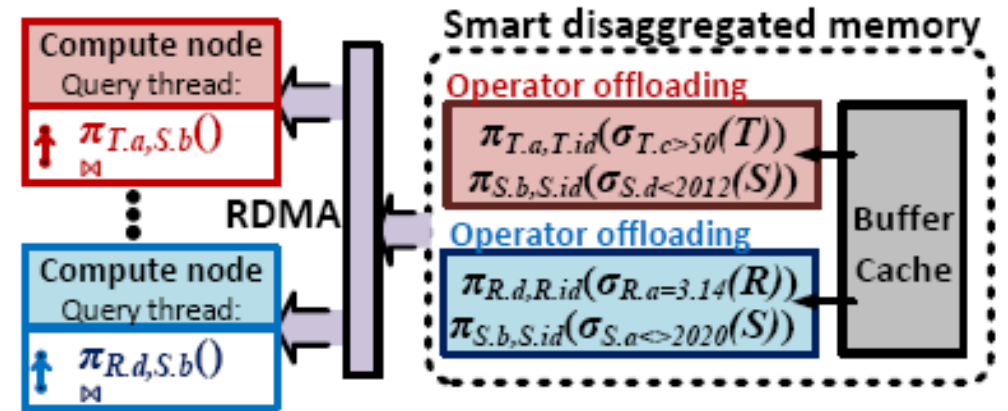 Smart disaggregated memory
Compute node
Query thread:
π_{T.a,S.b}()
⋈
Compute node
Query thread:
π_{R.d,S.b}()
⋈
RDMA
Operator offloading
π_{T.a,T.id}(σ_{T.c>50}(T))
π_{S.b,S.id}(σ_{S.d<2012}(S))
Operator offloading
π_{R.d,R.id}(σ_{R.a=3.14}(R))
π_{S.b,S.id}(σ_{S.a<>2020}(S))
Buffer
Cache